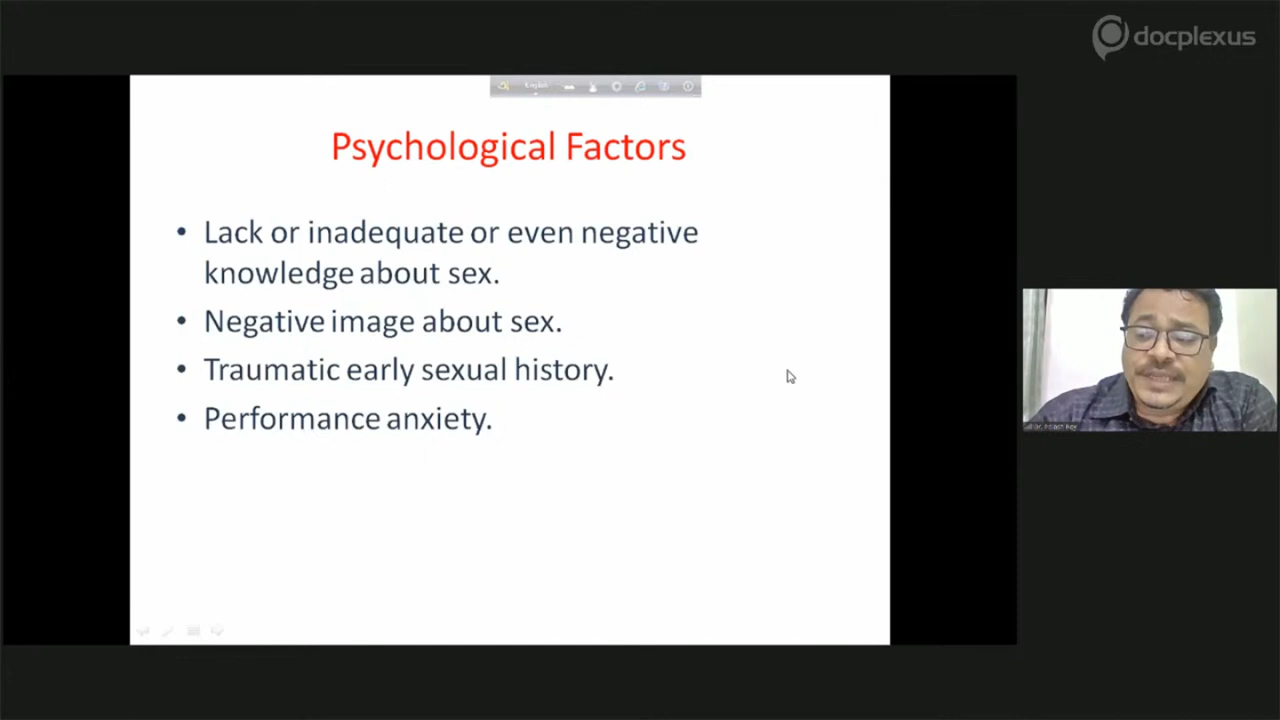 docplexus
English
Psychological Factors
• Lack or inadequate or even negative
knowledge about sex.
• Negative image about sex.
• Traumatic early sexual history.
• Performance anxiety.